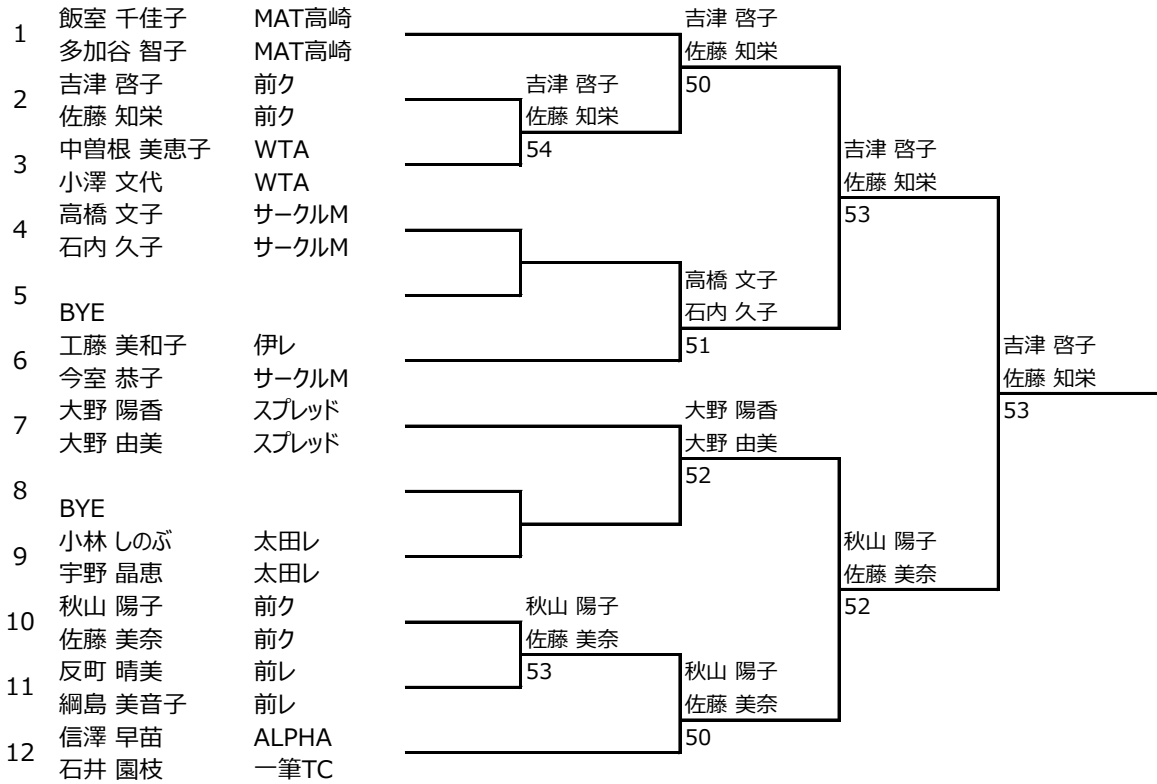 1 飯室 千佳子 MAT高崎
多加谷 智子 MAT高崎
2 吉津 啓子 前ク
佐藤 知栄 前ク
3 中曽根 美恵子 WTA
小澤 文代 WTA
4 高橋 文子 サークルM
石内 久子 サークルM
5
BYE
6 工藤 美和子 伊レ
今室 恭子 サークルM
7 大野 陽香 スプレッド
大野 由美 スプレッド
8
BYE
9 小林 しのぶ 太田レ
宇野 晶恵 太田レ
10 秋山 陽子 前ク
佐藤 美奈 前ク
11 反町 晴美 前レ
綱島 美音子 前レ
12 信澤 早苗 ALPHA
石井 園枝 一筆TC
吉津 啓子
佐藤 知栄
54
秋山 陽子
佐藤 美奈
53
吉津 啓子
佐藤 知栄
50
高橋 文子
石内 久子
51
大野 陽香
大野 由美
52
秋山 陽子
佐藤 美奈
50
吉津 啓子
佐藤 知栄
53
秋山 陽子
佐藤 美奈
52
吉津 啓子
佐藤 知栄
53